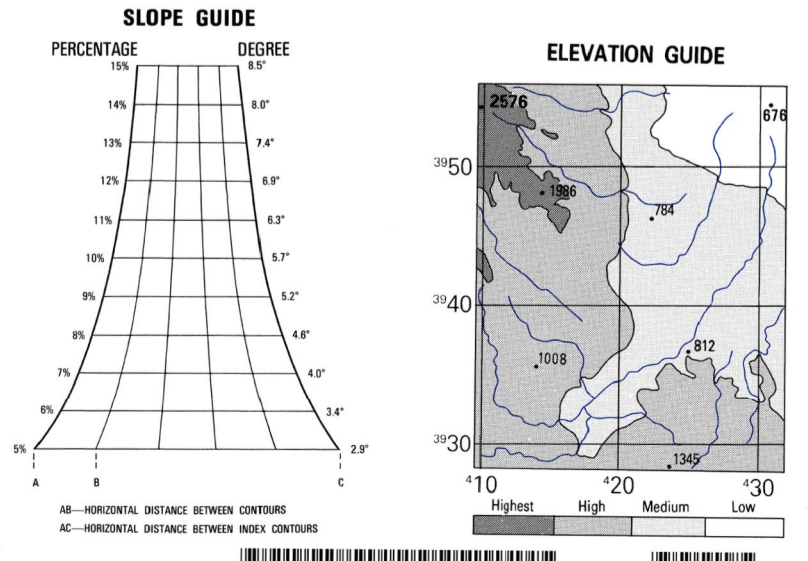 SLOPE GUIDE
PERCENTAGE DEGREE
15% 8.5°
14% 8.0°
13% 7.4°
12% 6.9°
11% 6.3°
10% 5.7°
9% 5.2°
8% 4.6°
7% 4.0°
6% 3.4°
5% 2.9°
A B C
AB—HORIZONTAL DISTANCE BETWEEN CONTOURS
AC—HORIZONTAL DISTANCE BETWEEN INDEX CONTOURS
ELEVATION GUIDE
2576
676
3950
1986
784
3940
812
1008
3930
1345
410 420 430
Highest High Medium Low